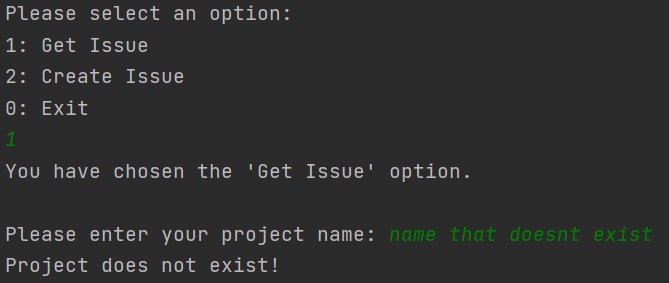 Please select an option:
1: Get Issue
2: Create Issue
0: Exit
1
You have chosen the 'Get Issue' option.
Please enter your project name: name that doesnt exist
Project does not exist!